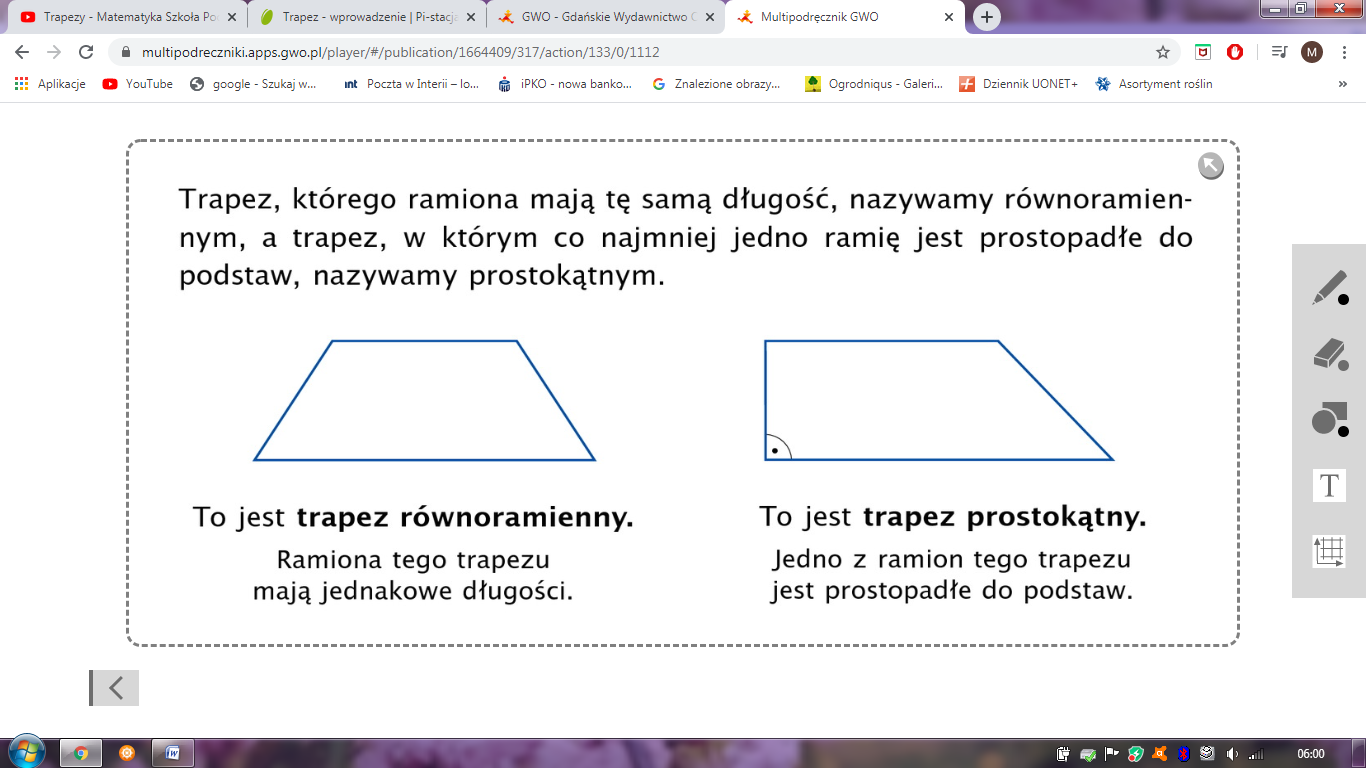 Trapezy - Matematyka Szkoła Po
Trapez - wprowadzenie | Pi-stacja
GWO - Gdańskie Wydawnictwo O
Multipodręcznik GWO
multipodreczniki.apps.gwo.pl/player/#/publication/1664409/317/action/133/0/1112
M
Aplikacje
YouTube
google - Szukaj w...
Poczta w Interii – lo...
iPKO - nowa banko...
Znalezione obrazy...
Ogrodniqus - Galeri...
Dziennik UONET+
Asortyment roślin
»
Trapez, którego ramiona mają tę samą długość, nazywamy równoramien-
nym, a trapez, w którym co najmniej jedno ramię jest prostopadłe do
podstaw, nazywamy prostokątnym.
To jest trapez równoramienny.
Ramiona tego trapezu
mają jednakowe długości.
To jest trapez prostokątny.
Jedno z ramion tego trapezu
jest prostopadłe do podstaw.
T
06:00